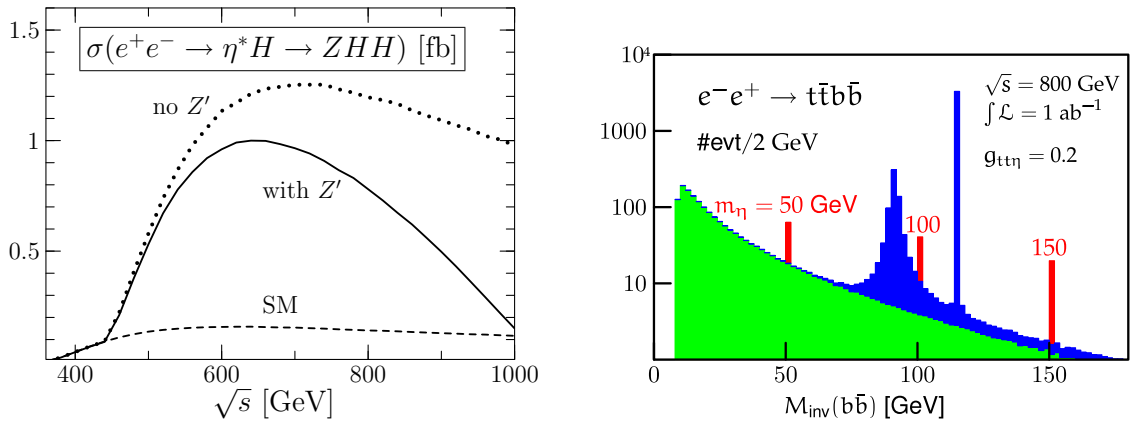 1.5
1
0.5
σ(e⁺e⁻ → η*H → ZHH) [fb]
no Z′
with Z′
SM
400 600 800 1000
√s [GeV]
10⁴
1000
100
10
e⁻e⁺ → tt̄bb̄
#evt/2 GeV
√s = 800 GeV
∫ℒ = 1 ab⁻¹
g_ttη = 0.2
m_η = 50 GeV
100
150
0 50 100 150
M_inv(bb̄) [GeV]